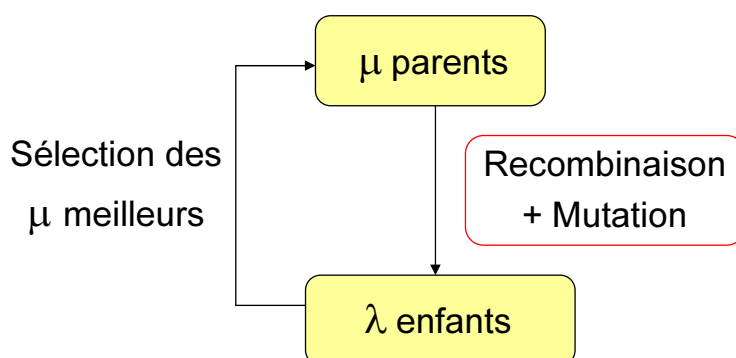 μ parents
Sélection des
μ meilleurs
Recombinaison
+ Mutation
λ enfants